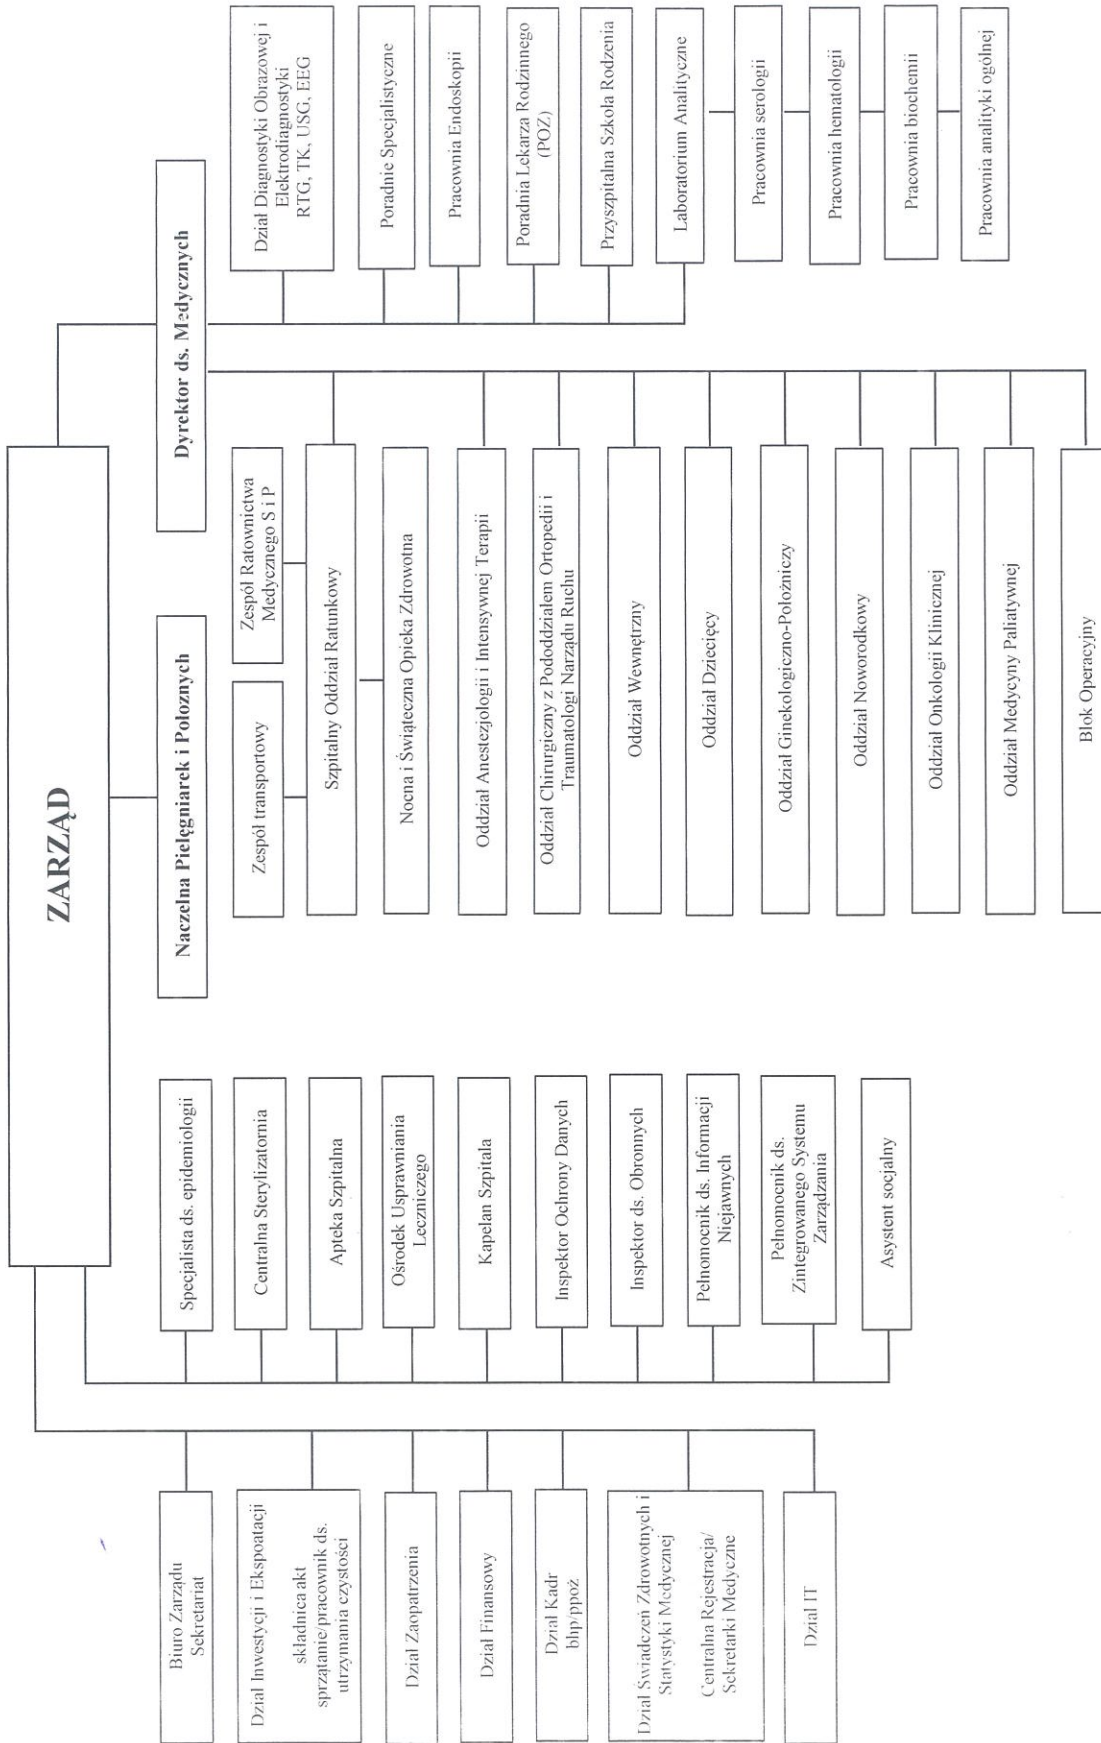 ZARZĄD
Naczelna Pielęgniarek i Położnych
Dyrektor ds. Medycznych
Biuro Zarządu
Sekretariat
Dział Inwestycji i Ekspoatacji
składnica akt
sprzątanie/pracownik ds.
utrzymania czystości
Dział Zaopatrzenia
Dział Finansowy
Dział Kadr
bhp/ppoż
Dział Świadczeń Zdrowotnych i
Statystyki Medycznej
Centralna Rejestracja/
Sekretarki Medyczne
Dział IT
Specjalista ds. epidemiologii
Centralna Sterylizatornia
Apteka Szpitalna
Ośrodek Usprawniania
Leczniczego
Kapelan Szpitala
Inspektor Ochrony Danych
Inspektor ds. Obronnych
Pełnomocnik ds. Informacji
Niejawnych
Pełnomocnik ds.
Zintegrowanego Systemu
Zarządzania
Asystent socjalny
Zespół transportowy
Zespół Ratownictwa
Medycznego S i P
Szpitalny Oddział Ratunkowy
Nocna i Świąteczna Opieka Zdrowotna
Oddział Anestezjologii i Intensywnej Terapii
Oddział Chirurgiczny z Pododdziałem Ortopedii i
Traumatologi Narządu Ruchu
Oddział Wewnętrzny
Oddział Dziecięcy
Oddział Ginekologiczno-Położniczy
Oddział Noworodkowy
Oddział Onkologii Klinicznej
Oddział Medycyny Paliatywnej
Blok Operacyjny
Dział Diagnostyki Obrazowej i
Elektrodiagnostyki
RTG, TK, USG, EEG
Poradnie Specjalistyczne
Pracownia Endoskopii
Poradnia Lekarza Rodzinnego
(POZ)
Przyszpitalna Szkoła Rodzenia
Laboratorium Analityczne
Pracownia serologii
Pracownia hematologii
Pracownia biochemii
Pracownia analityki ogólnej